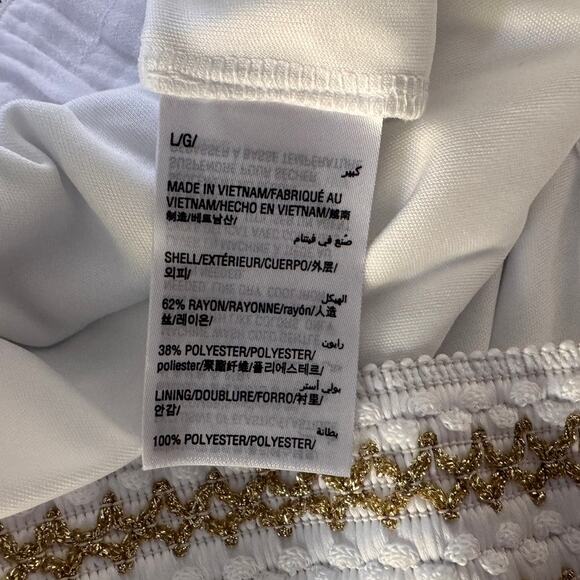 L/G/
كبير
MADE IN VIETNAM/FABRIQUÉ AU
VIETNAM/HECHO EN VIETNAM/越南
制造/베트남산/
صنع في فيتنام
SHELL/EXTÉRIEUR/CUERPO/外层/
외피/
الهيكل
62% RAYON/RAYONNE/rayón/人造
丝/레이온/
رايون
38% POLYESTER/POLYESTER/
poliester/聚酯纤维/폴리에스테르/
بولي أستر
LINING/DOUBLURE/FORRO/衬里/
안감/
بطانة
100% POLYESTER/POLYESTER/